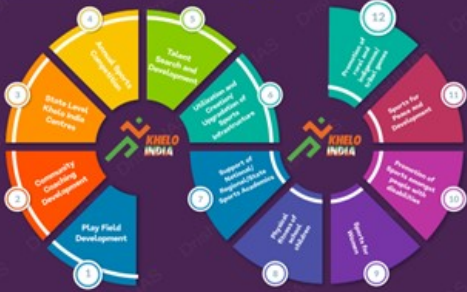 1
Play Field
Development
2
Community
Coaching
Development
3
State Level
Khelo India
Centres
4
Annual Sports
Competition
5
Talent
Search and
Development
6
Utilization and
Creation/
Upgradation of
Sports
Infrastructure
KHELO
INDIA
7
Support of
National/
Regional/State
Sports Academies
8
Physical
Fitness of
school
children
9
Sports for
Women
10
Promotion of
Sports amongst
people with
disabilities
11
Sports for
Peace and
Development
12
Promotion of
rural and
indigenous
tribal games
KHELO
INDIA